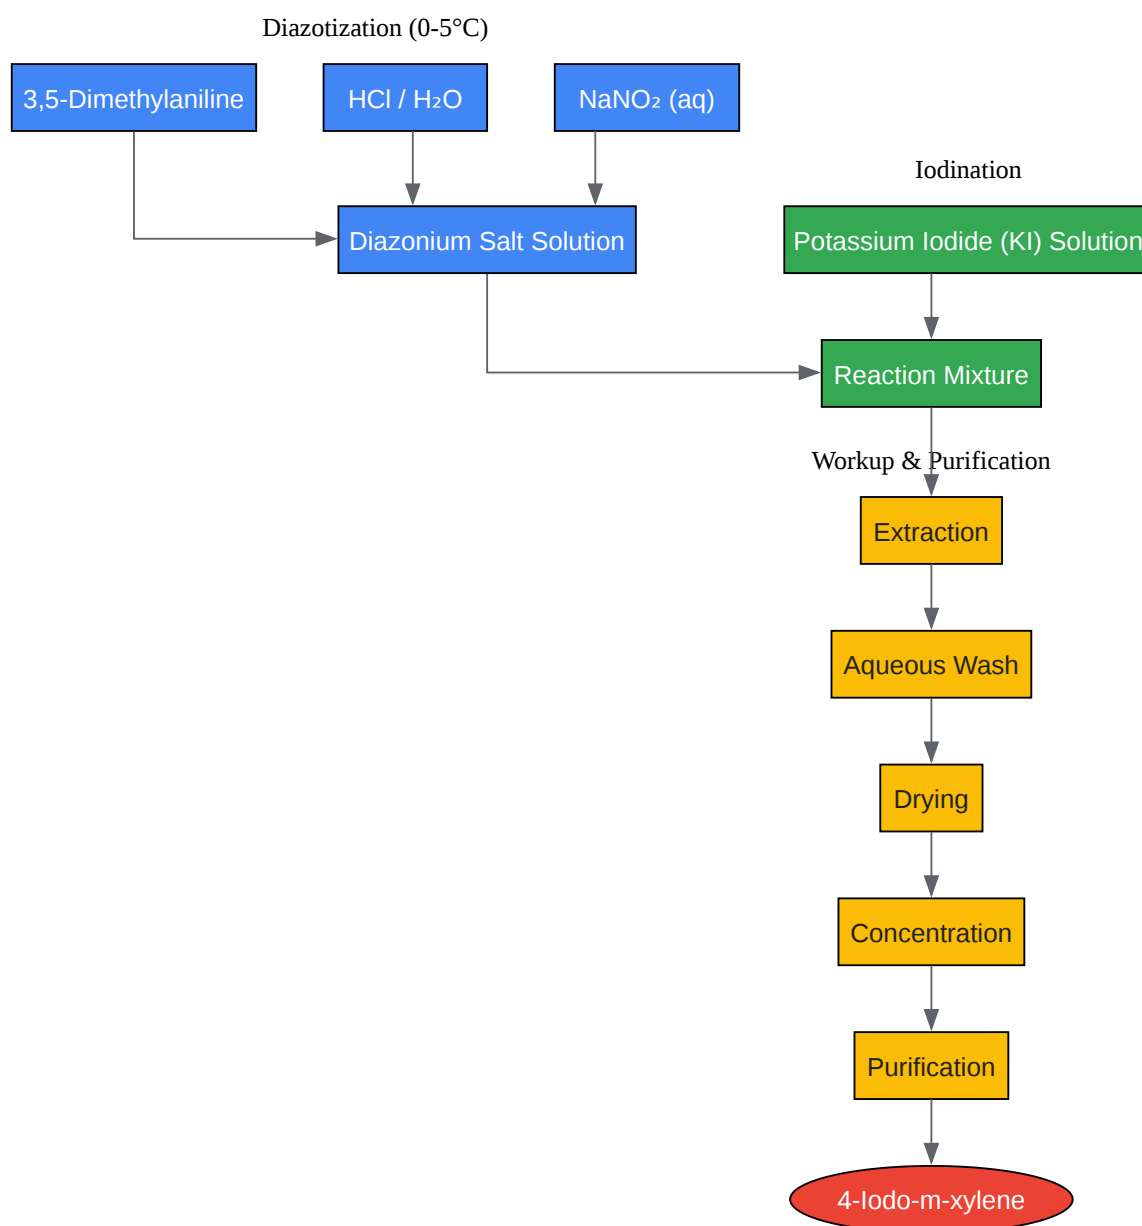 Diazotization (0-5°C)
3,5-Dimethylaniline
HCl / H₂O
NaNO₂ (aq)
Iodination
Diazonium Salt Solution
Potassium Iodide (KI) Solution
Reaction Mixture
Workup & Purification
Extraction
Aqueous Wash
Drying
Concentration
Purification
4-Iodo-m-xylene